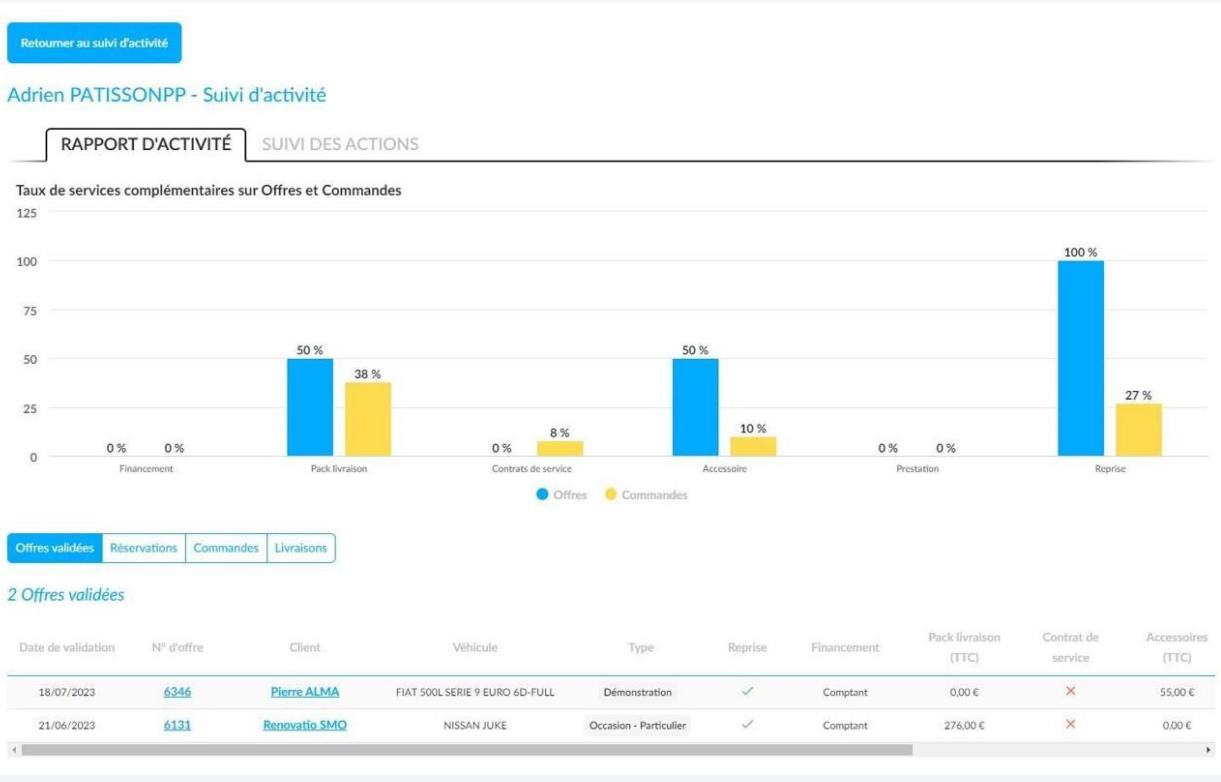 Retourner au suivi d'activité
Adrien PATISSONPP - Suivi d'activité
RAPPORT D'ACTIVITÉ SUIVI DES ACTIONS
Taux de services complémentaires sur Offres et Commandes
125
100 %
100
75
50 % 50 %
50
38 %
27 %
25
10 %
8 %
0 % 0 % 0 % 0 % 0 %
0
Financement Pack livraison Contrats de service Accessoire Prestation Reprise
Offres Commandes
Offres validées Réservations Commandes Livraisons
2 Offres validées
Date de validation N° d'offre Client Véhicule Type Reprise Financement Pack livraison (TTC) Contrat de service Accessoires (TTC)
18/07/2023 6346 Pierre ALMA FIAT 500L SERIE 9 EURO 6D-FULL Démonstration Comptant 0,00 € 55,00 €
21/06/2023 6131 Renovatio SMO NISSAN JUKE Occasion - Particulier Comptant 276,00 € 0,00 €